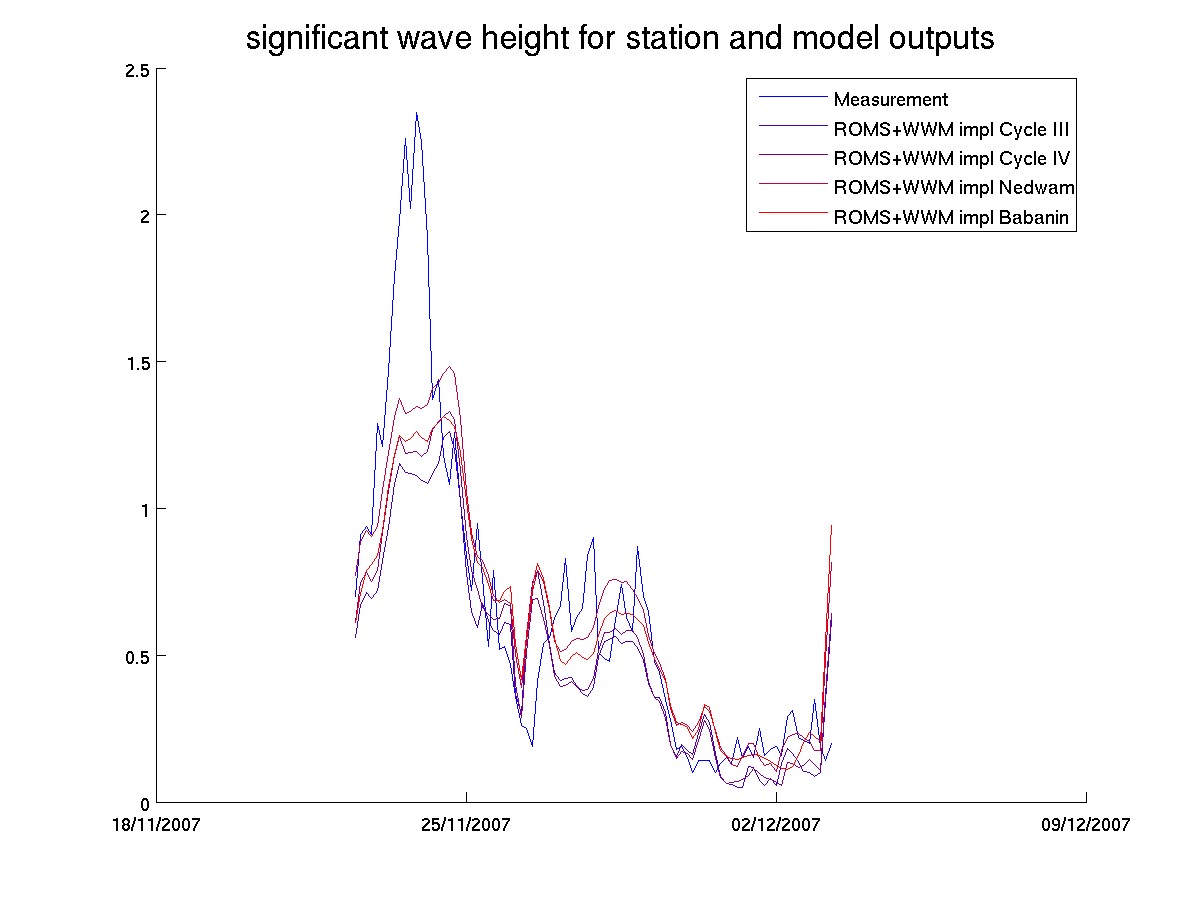 significant wave height for station and model outputs
2.5
2
1.5
1
0.5
0
18/11/2007
25/11/2007
02/12/2007
09/12/2007
Measurement
ROMS+WWM impl Cycle III
ROMS+WWM impl Cycle IV
ROMS+WWM impl Nedwam
ROMS+WWM impl Babanin